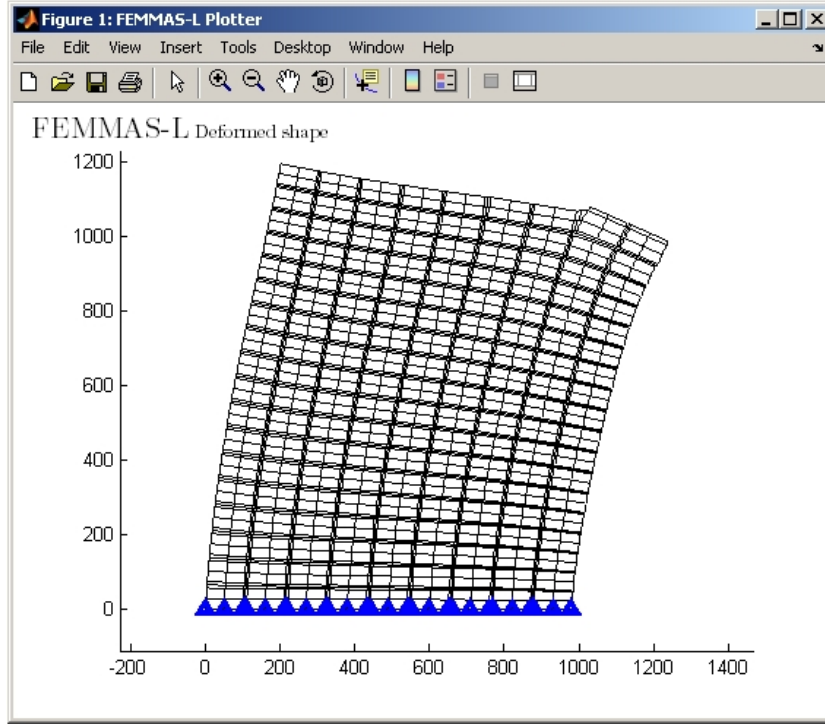 Figure 1: FEMMAS-L Plotter
File Edit View Insert Tools Desktop Window Help
FEMMAS-L Deformed shape
1200
1000
800
600
400
200
0
-200 0 200 400 600 800 1000 1200 1400